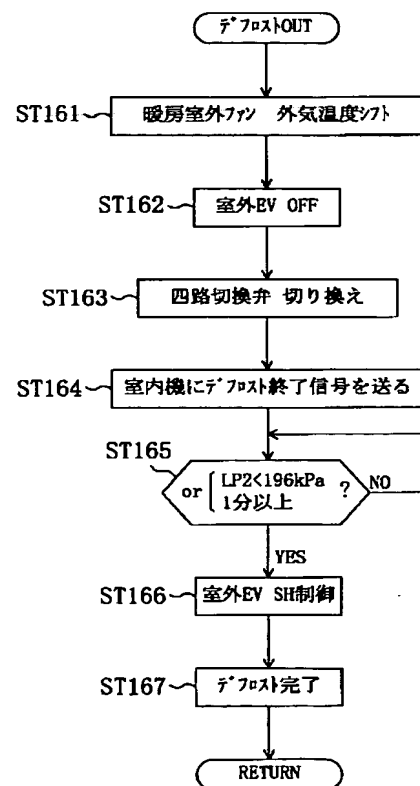 デフロストOUT
ST161
暖房室外ファン 外気温度シフト
ST162
室外EV OFF
ST163
四路切換弁 切り換え
ST164
室内機にデフロスト終了信号を送る
ST165
or LP2<196kPa ?
1分以上
NO
YES
ST166
室外EV SH制御
ST167
デフロスト完了
RETURN